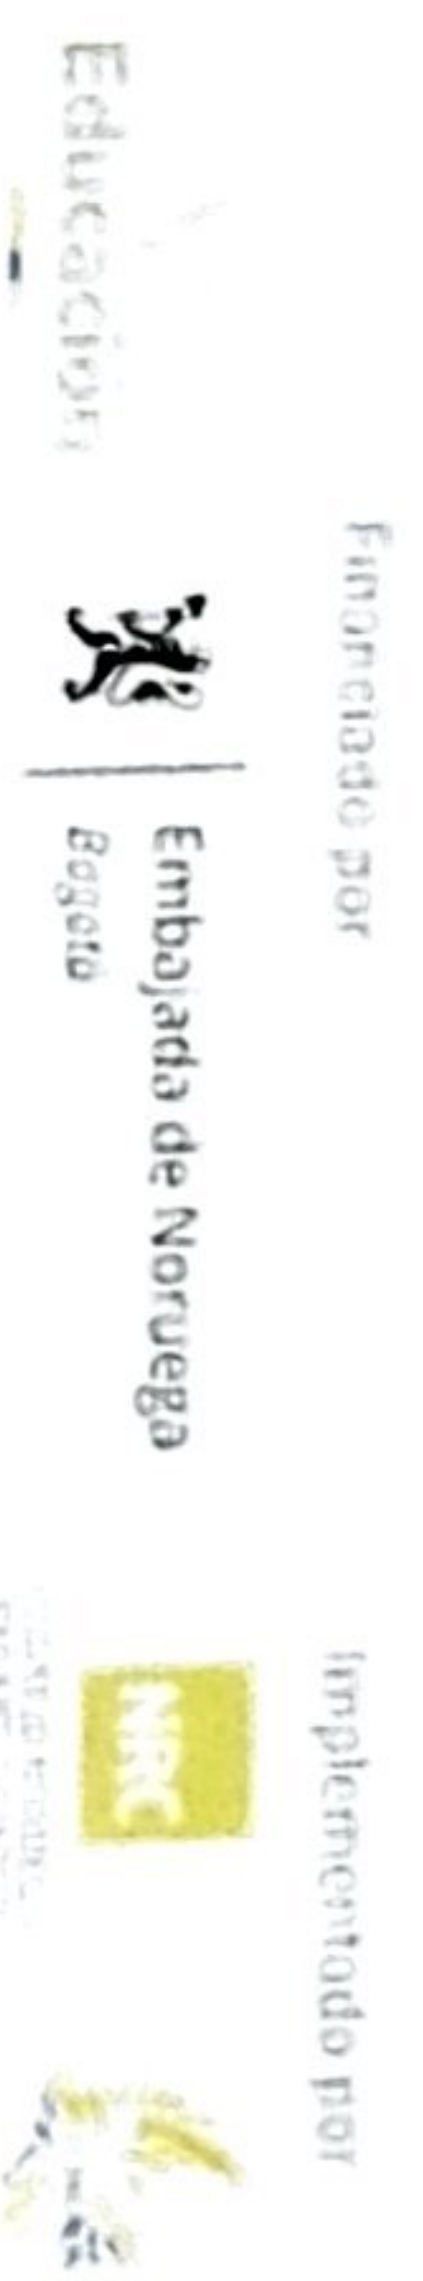 Financiado por
Implementado por
Educación
Embajada de Noruega
Bogotá
NRC